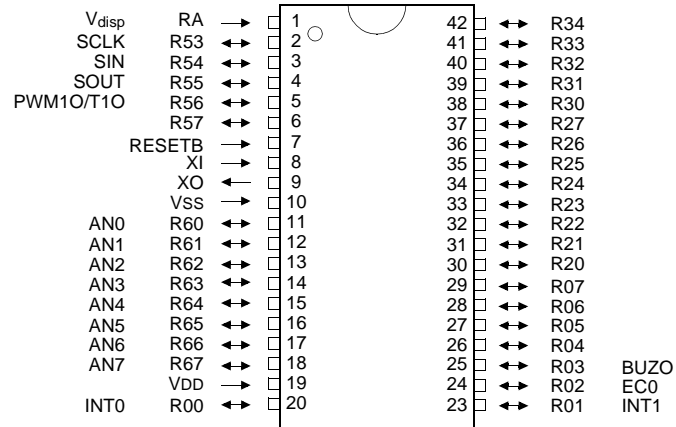 Vdisp RA 1 42 R34
SCLK R53 2 41 R33
SIN R54 3 40 R32
SOUT R55 4 39 R31
PWM1O/T1O R56 5 38 R30
R57 6 37 R27
RESETB 7 36 R26
XI 8 35 R25
XO 9 34 R24
VSS 10 33 R23
AN0 R60 11 32 R22
AN1 R61 12 31 R21
AN2 R62 13 30 R20
AN3 R63 14 29 R07
AN4 R64 15 28 R06
AN5 R65 16 27 R05
AN6 R66 17 26 R04
AN7 R67 18 25 R03 BUZO
VDD 19 24 R02 EC0
INT0 R00 20 23 R01 INT1